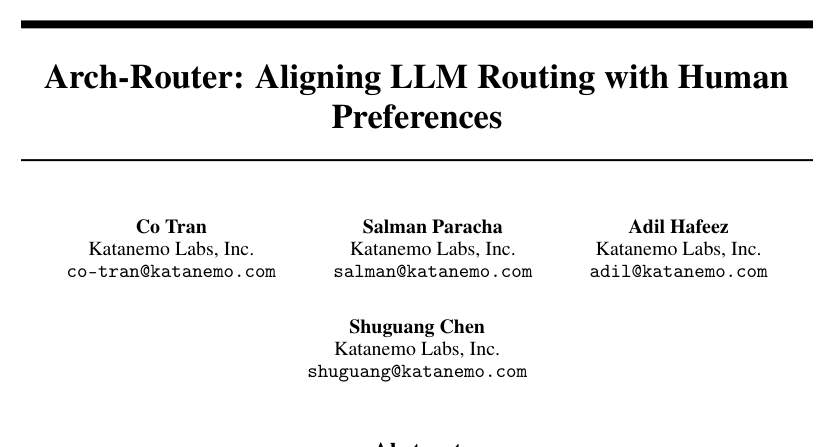 Arch-Router: Aligning LLM Routing with Human
Preferences
Co Tran
Katanemo Labs, Inc.
co-tran@katanemo.com
Salman Paracha
Katanemo Labs, Inc.
salman@katanemo.com
Adil Hafeez
Katanemo Labs, Inc.
adil@katanemo.com
Shuguang Chen
Katanemo Labs, Inc.
shuguang@katanemo.com